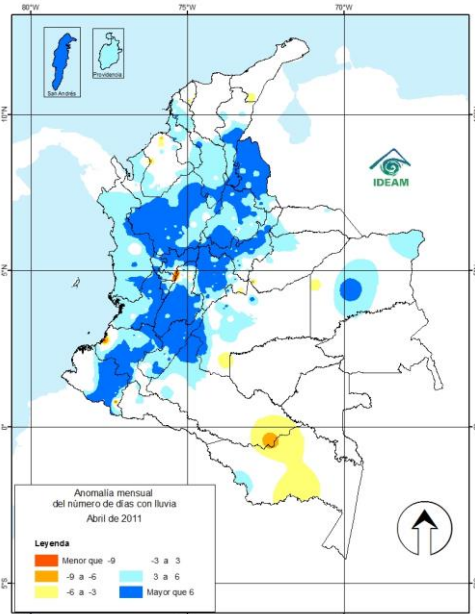 80°W 75°W 70°W
San Andrés
Providencia
10°N
IDEAM
5°N
0°
Anomalía mensual
del número de días con lluvia
Abril de 2011
Leyenda
Menor que -9 -3 a 3
-9 a -6 3 a 6
-6 a -3 Mayor que 6
5°S